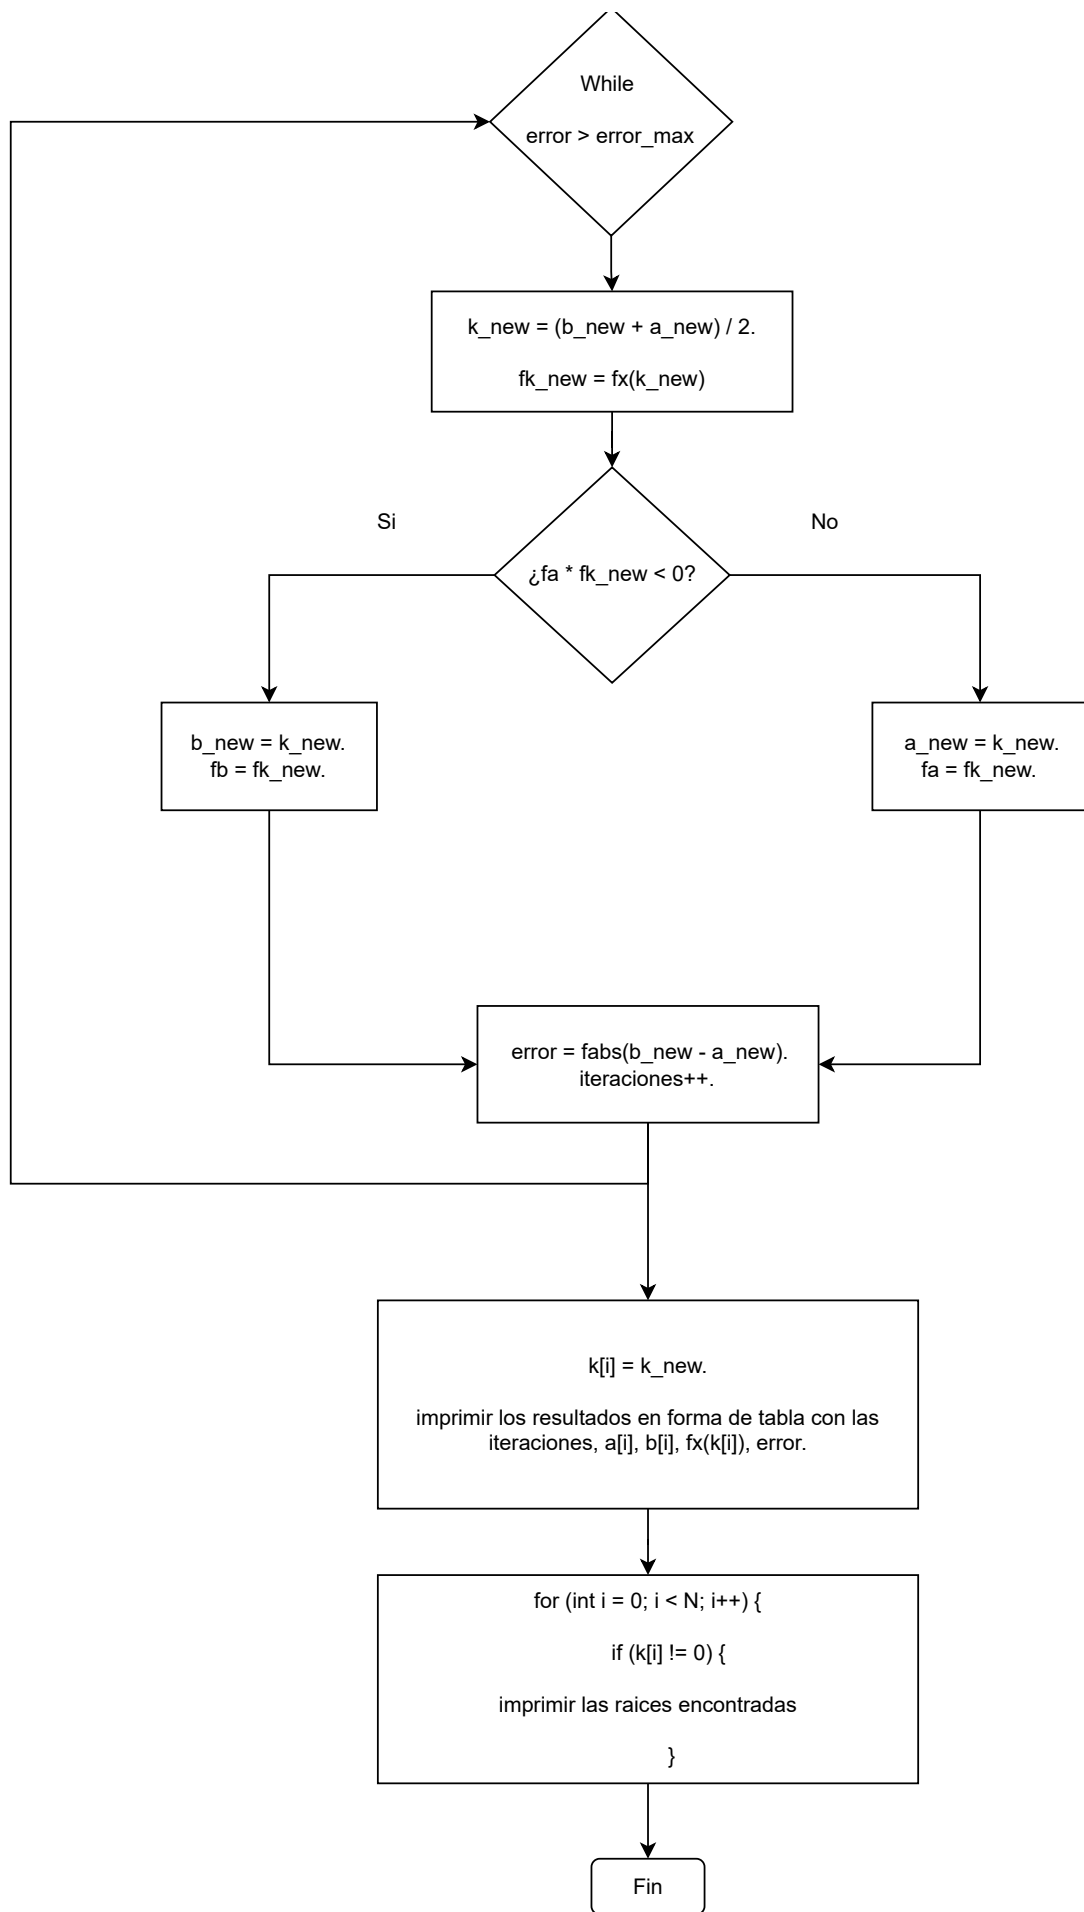 While
error > error_max
k_new = (b_new + a_new) / 2.
fk_new = fx(k_new)
Si
No
¿fa * fk_new < 0?
b_new = k_new.
fb = fk_new.
a_new = k_new.
fa = fk_new.
error = fabs(b_new - a_new).
iteraciones++.
k[i] = k_new.
imprimir los resultados en forma de tabla con las
iteraciones, a[i], b[i], fx(k[i]), error.
for (int i = 0; i < N; i++) {
if (k[i] != 0) {
imprimir las raices encontradas
}
Fin